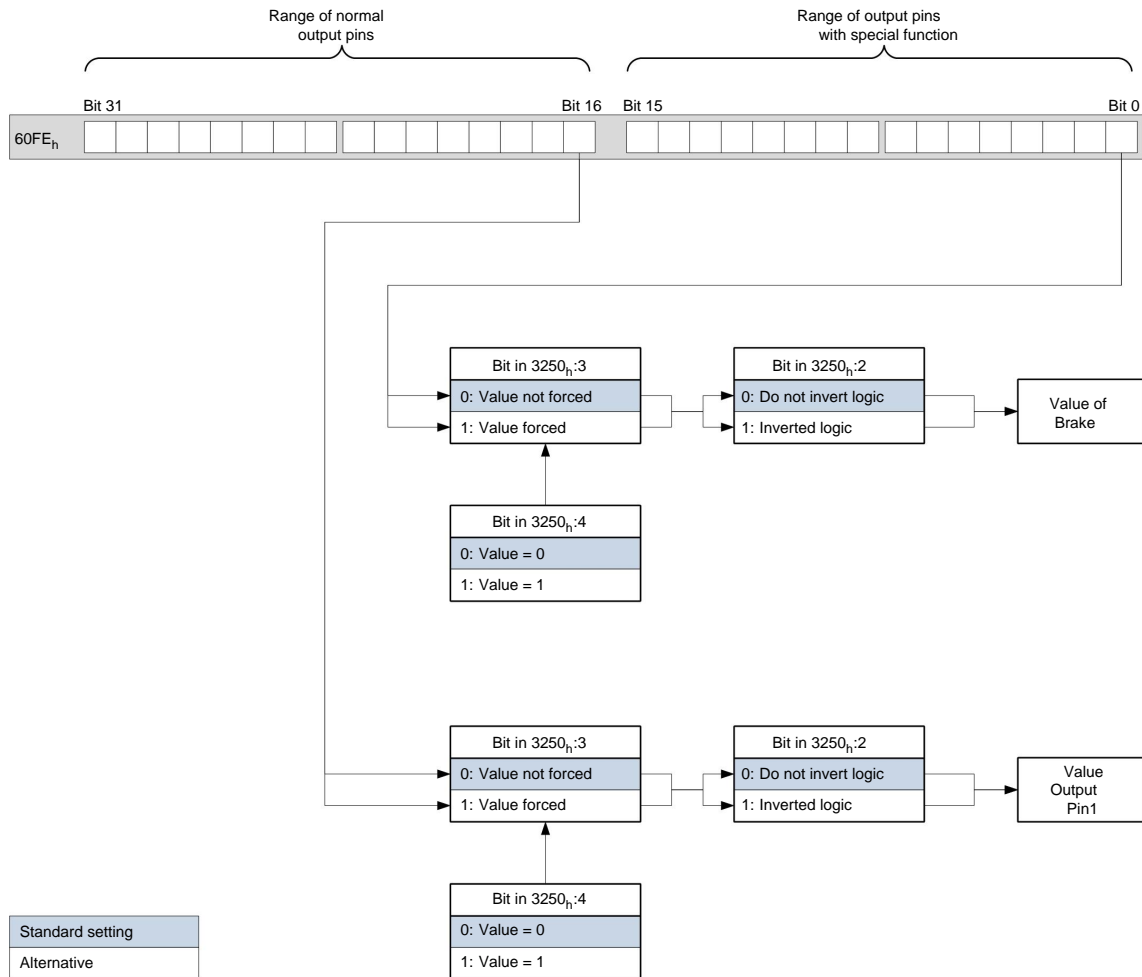 Range of normal
output pins
Range of output pins
with special function
Bit 31
Bit 16
Bit 15
Bit 0
60FEh
Bit in 3250h:3
0: Value not forced
1: Value forced
Bit in 3250h:2
0: Do not invert logic
1: Inverted logic
Value of
Brake
Bit in 3250h:4
0: Value = 0
1: Value = 1
Bit in 3250h:3
0: Value not forced
1: Value forced
Bit in 3250h:2
0: Do not invert logic
1: Inverted logic
Value
Output
Pin1
Bit in 3250h:4
0: Value = 0
1: Value = 1
Standard setting
Alternative